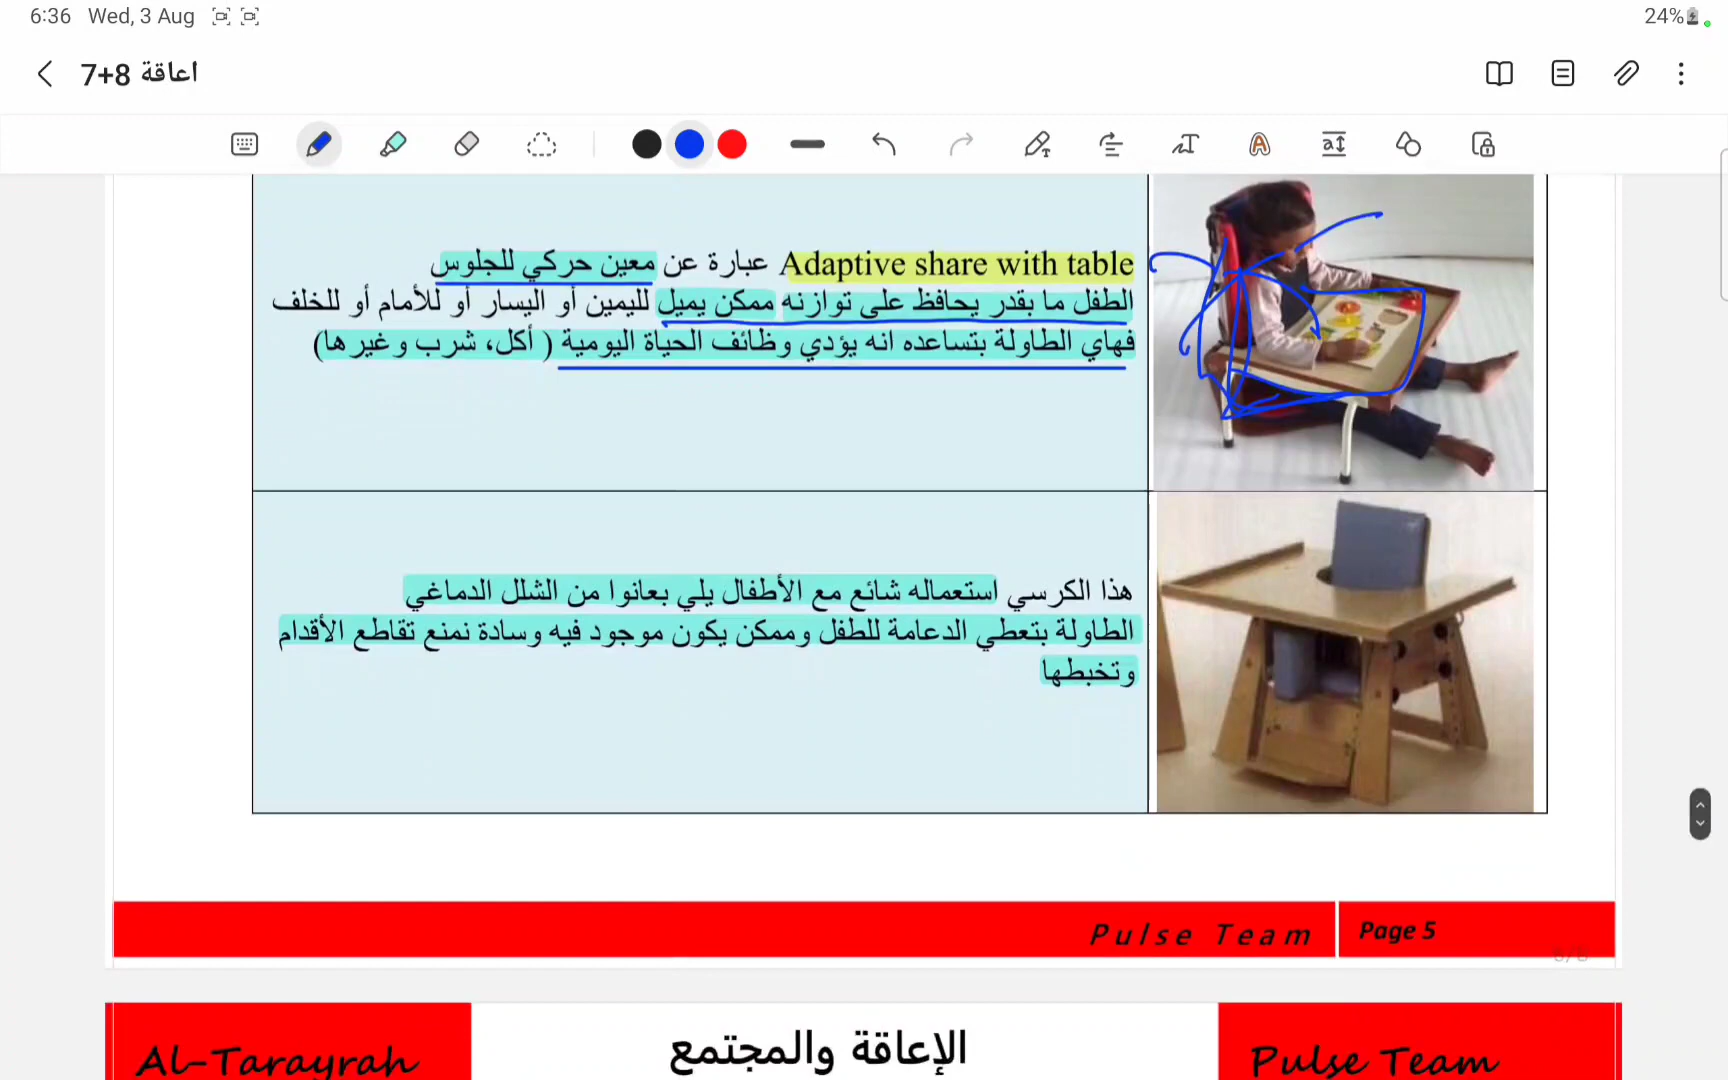 6:36 Wed, 3 Aug
24%
اعاقة 8+7
Adaptive share with table عبارة عن معين حركي للجلوس
الطفل ما بقدر يحافظ على توازنه ممكن يميل لليمين أو اليسار أو للأمام أو للخلف
فهاي الطاولة بتساعده انه يؤدي وظائف الحياة اليومية ( أكل، شرب وغيرها)
هذا الكرسي استعماله شائع مع الأطفال يلي بعانوا من الشلل الدماغي
الطاولة بتعطي الدعامة للطفل وممكن يكون موجود فيه وسادة نمنع تقاطع الأقدام
وتخبطها
Pulse Team Page 5
Al-Tarayrah
الإعاقة والمجتمع
Pulse Team